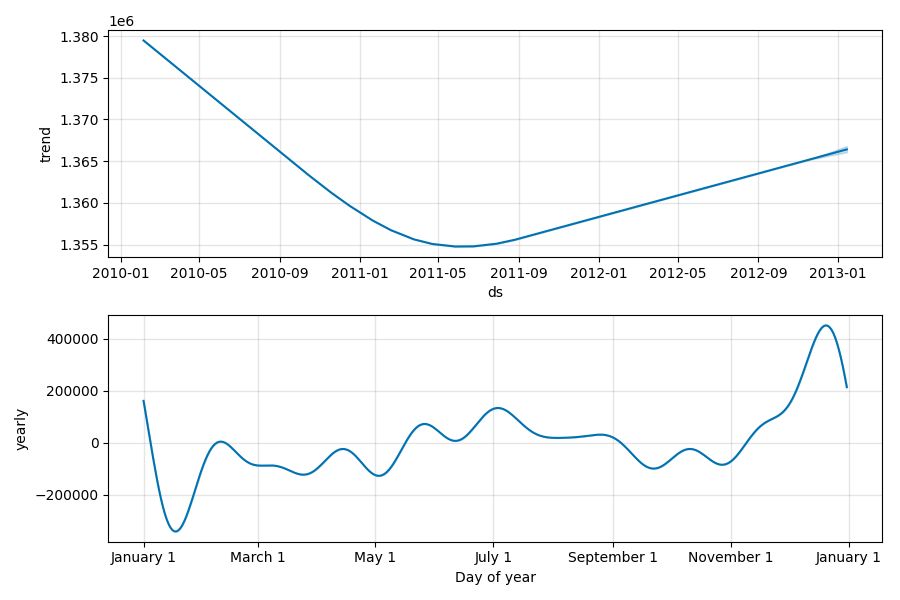 1e6
1.380
1.375
1.370
1.365
1.360
1.355
trend
2010-01 2010-05 2010-09 2011-01 2011-05 2011-09 2012-01 2012-05 2012-09 2013-01
ds
400000
200000
0
−200000
yearly
January 1 March 1 May 1 July 1 September 1 November 1 January 1
Day of year